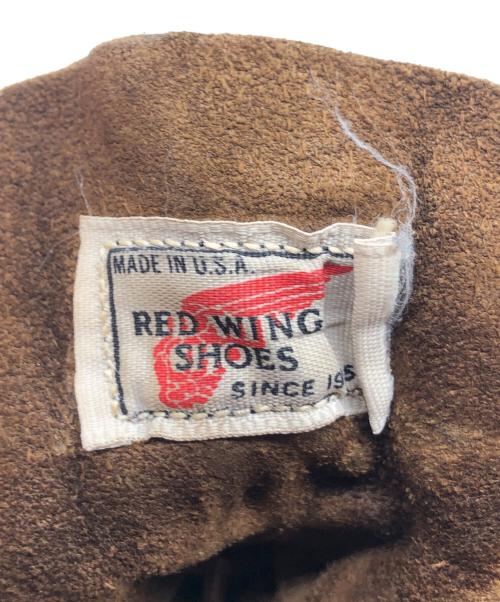 MADE IN U.S.A.
RED WING
SHOES
SINCE